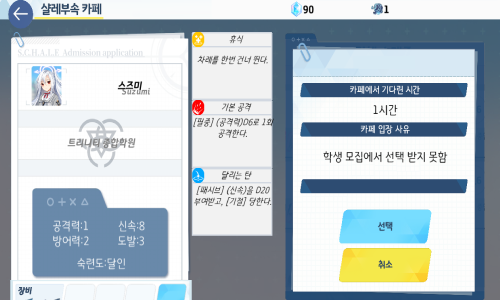 샬레부속 카페
90
1
S.C.H.A.L.E Admission application
스즈미
Suzumi
트리니티 종합학원
공격력:1 신속:8
방어력:2 도발:3
숙련도:달인
장비
휴식
차례를 한번 건너 뛴다.
기본 공격
[필중] (공격력)D6로 1회
공격한다.
달리는 탄
[패시브] (신속)을 D20
부여받고, [기절] 당한다.
카페에서 기다린 시간
1시간
카페 입장 사유
학생 모집에서 선택 받지 못함
선택
취소